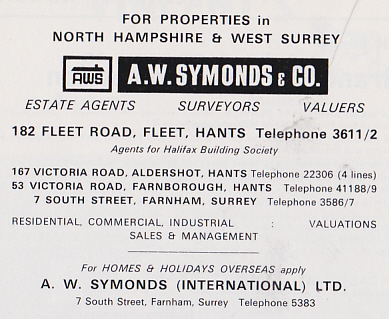 FOR PROPERTIES in
NORTH HAMPSHIRE & WEST SURREY
AWS A.W. SYMONDS & CO.
ESTATE AGENTS SURVEYORS VALUERS
182 FLEET ROAD, FLEET, HANTS Telephone 3611/2
Agents for Halifax Building Society
167 VICTORIA ROAD, ALDERSHOT, HANTS Telephone 22306 (4 lines)
53 VICTORIA ROAD, FARNBOROUGH, HANTS Telephone 41188/9
7 SOUTH STREET, FARNHAM, SURREY Telephone 3586/7
RESIDENTIAL, COMMERCIAL, INDUSTRIAL : VALUATIONS
SALES & MANAGEMENT
For HOMES & HOLIDAYS OVERSEAS apply
A. W. SYMONDS (INTERNATIONAL) LTD.
7 South Street, Farnham, Surrey Telephone 5383